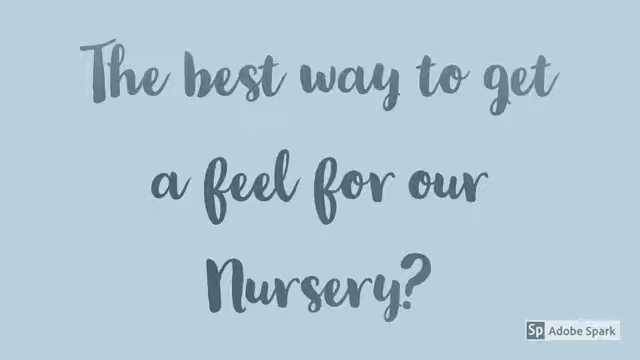 The best way to get
a feel for our
Nursery?
Sp Adobe Spark